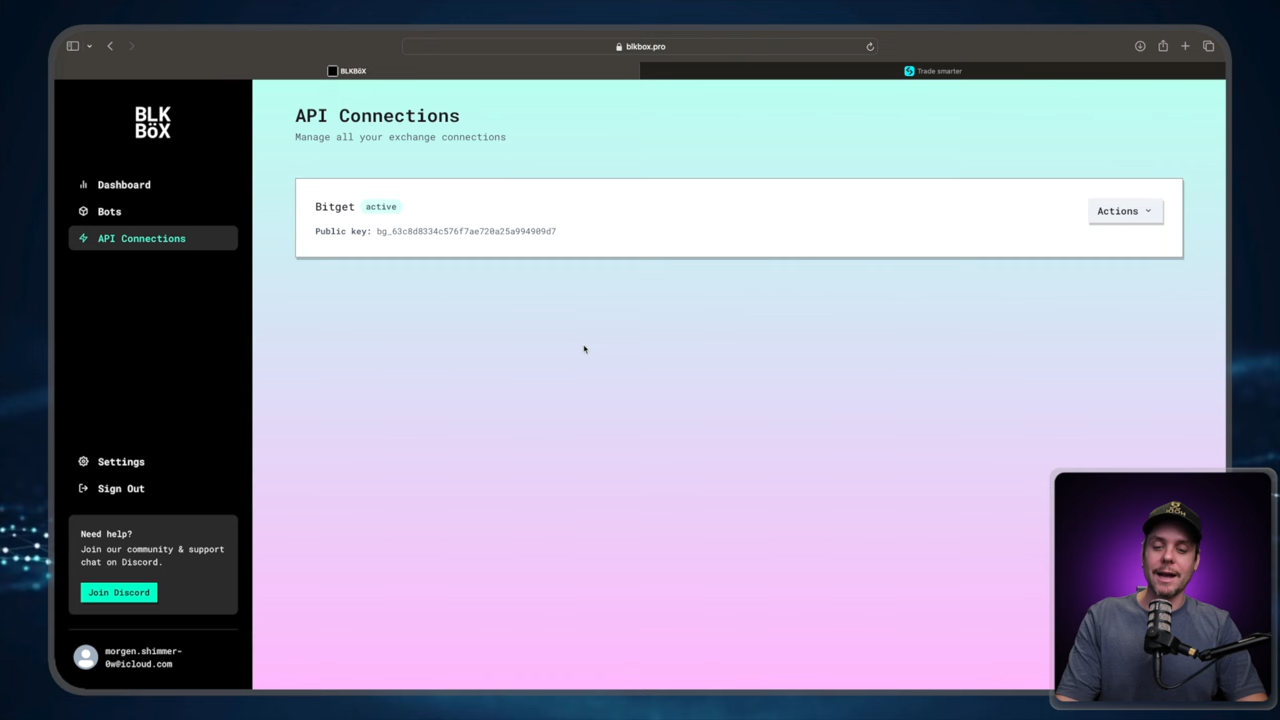 blkbox.pro
BLKBöX
Trade smarter
BLK
BöX
Dashboard
Bots
API Connections
Settings
Sign Out
Need help?
Join our community & support
chat on Discord.
Join Discord
morgen.shimmer-
0w@icloud.com
API Connections
Manage all your exchange connections
Bitget active
Public key: bg_63c8d8334c576f7ae720a25a994909d7
Actions